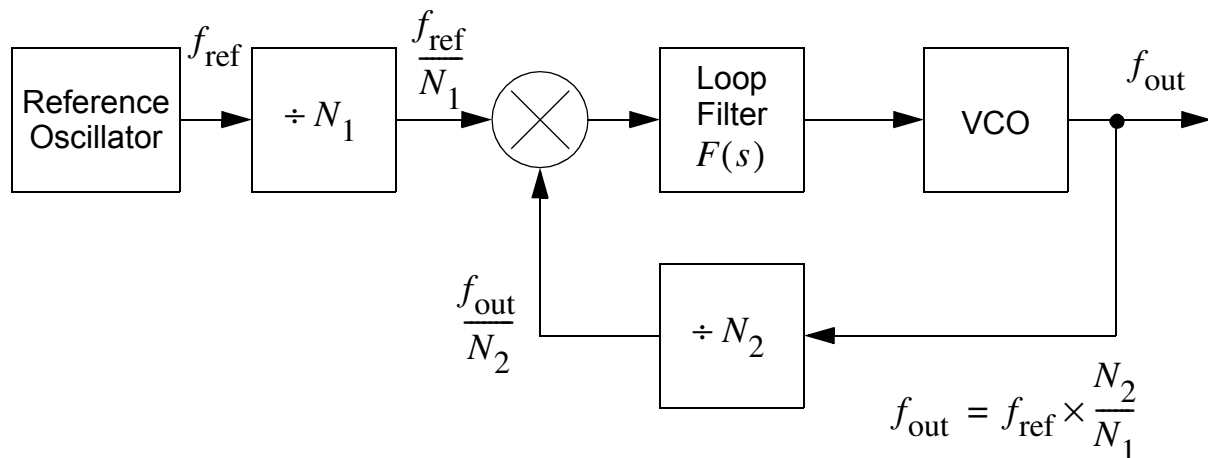 Reference
Oscillator
f_ref
÷ N_1
f_ref/N_1
Loop
Filter
F(s)
VCO
f_out
f_out/N_2
÷ N_2
f_out = f_ref × N_2/N_1